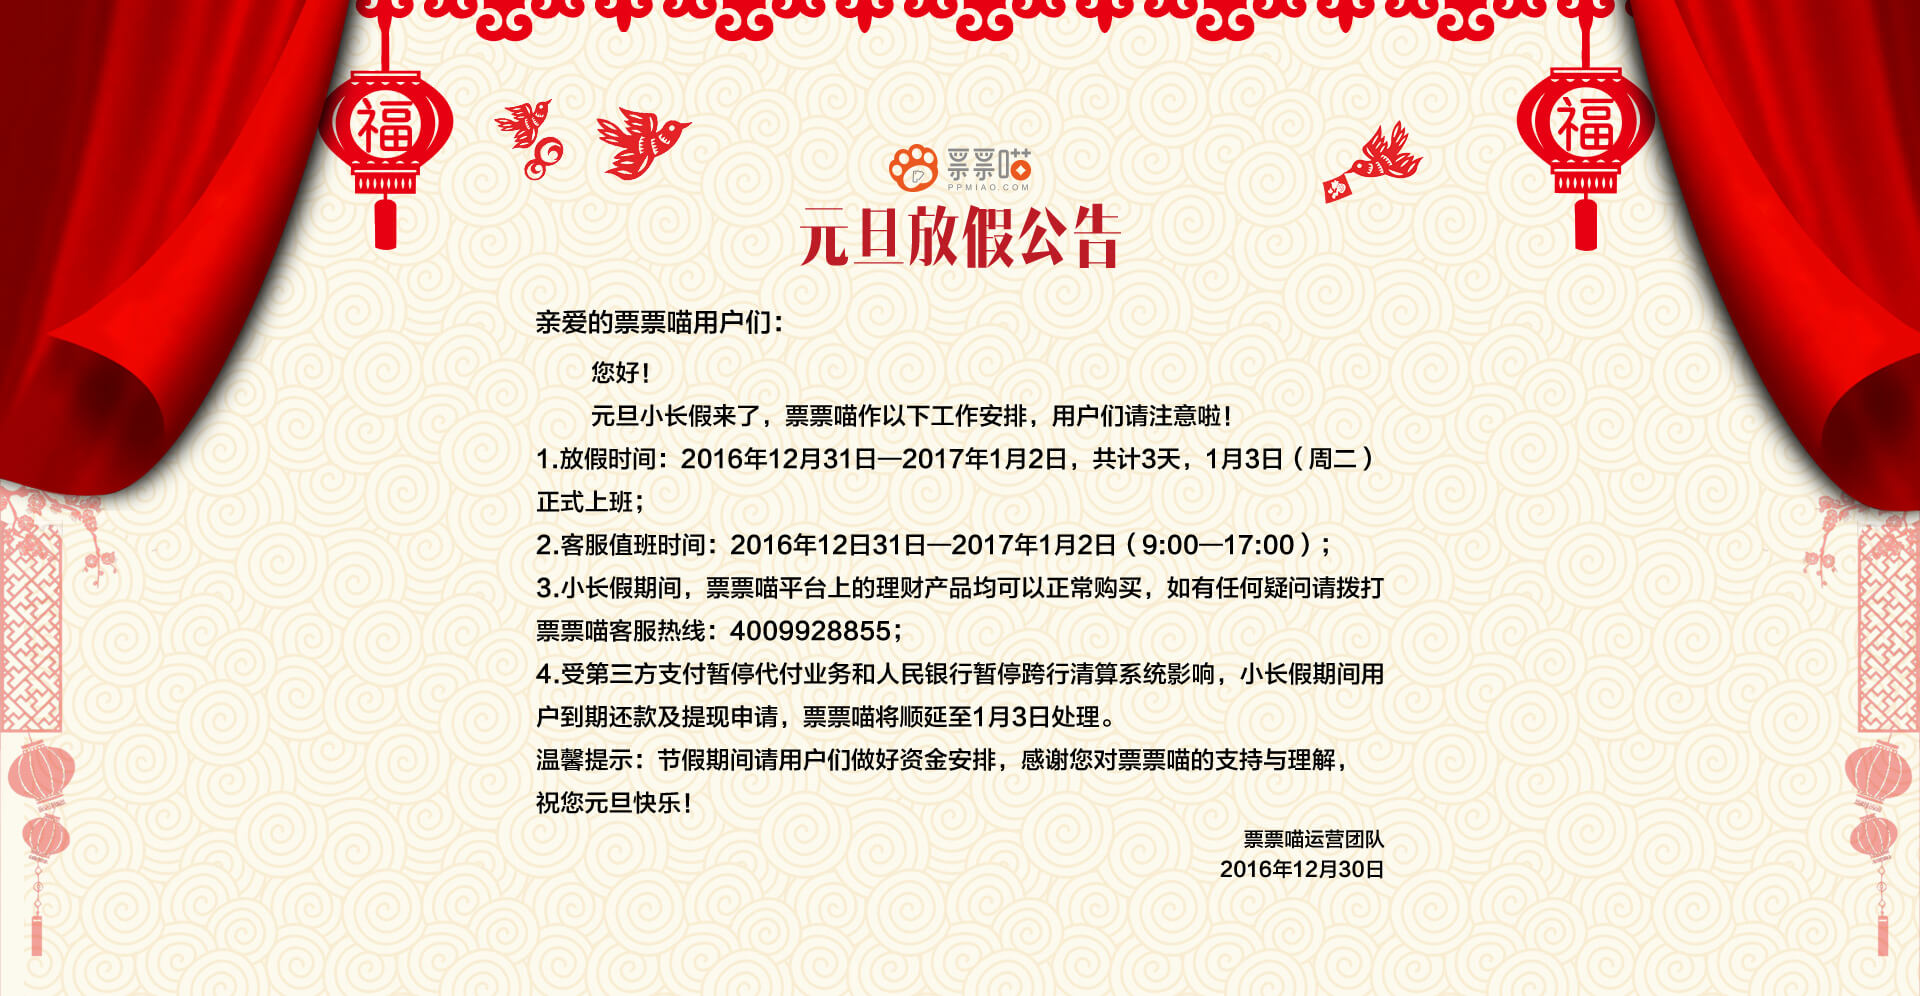 福
福
票票喵
PPMIAO.COM
元旦放假公告
亲爱的票票喵用户们：
您好！
元旦小长假来了，票票喵作以下工作安排，用户们请注意啦！
1.放假时间：2016年12月31日—2017年1月2日，共计3天，1月3日（周二）
正式上班；
2.客服值班时间：2016年12日31日—2017年1月2日（9:00—17:00）；
3.小长假期间，票票喵平台上的理财产品均可以正常购买，如有任何疑问请拨打
票票喵客服热线：4009928855；
4.受第三方支付暂停代付业务和人民银行暂停跨行清算系统影响，小长假期间用
户到期还款及提现申请，票票喵将顺延至1月3日处理。
温馨提示：节假期间请用户们做好资金安排，感谢您对票票喵的支持与理解，
祝您元旦快乐！
票票喵运营团队
2016年12月30日